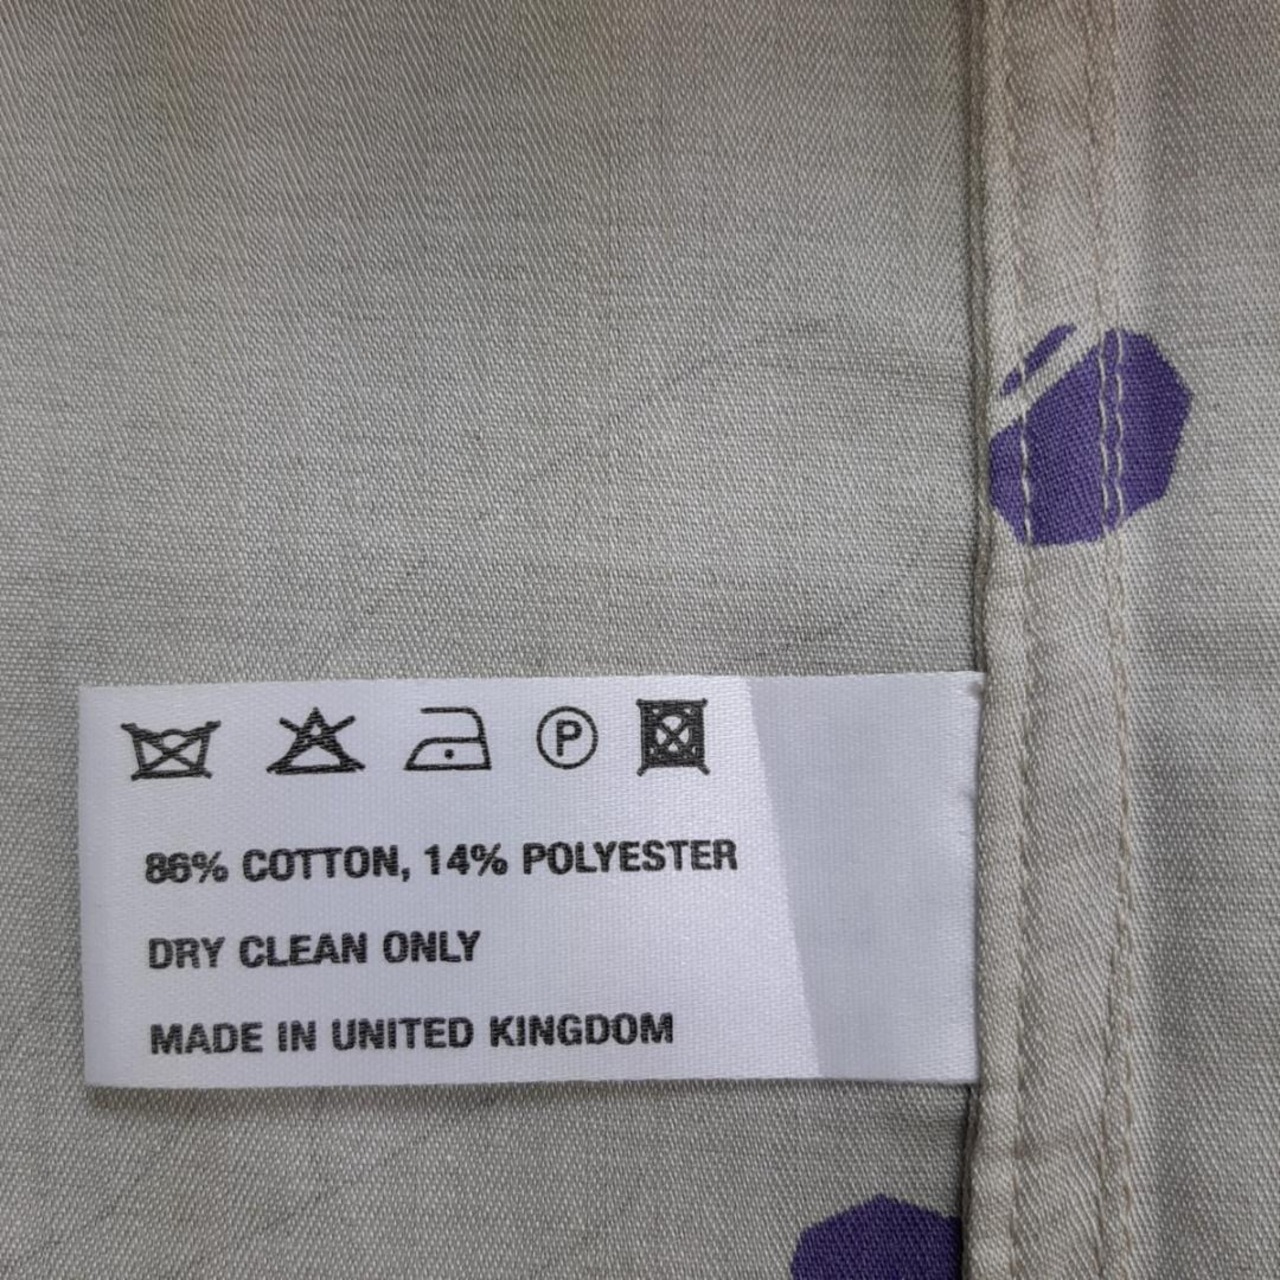 P
86% COTTON, 14% POLYESTER
DRY CLEAN ONLY
MADE IN UNITED KINGDOM